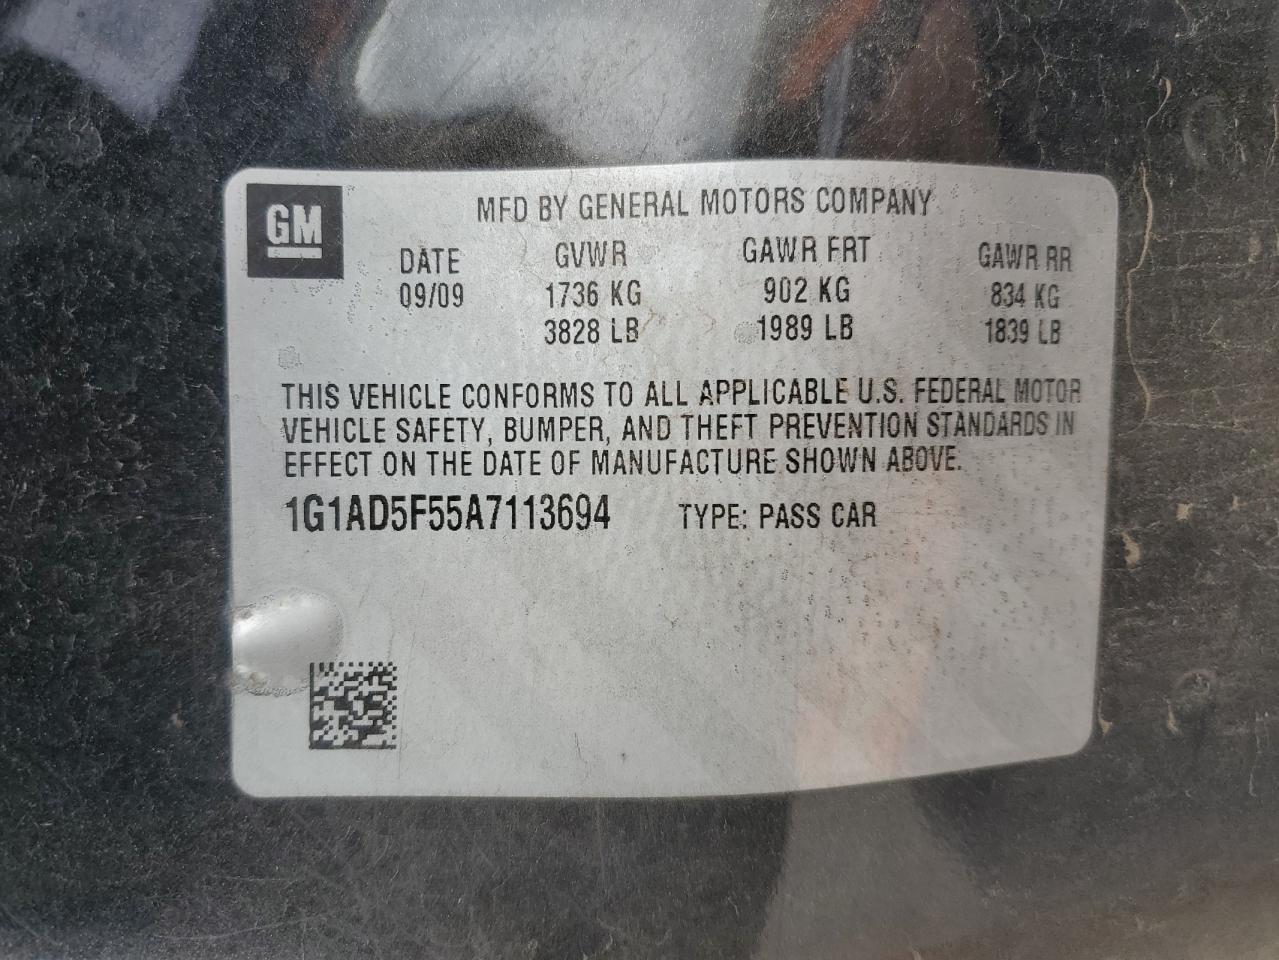 GM
MFD BY GENERAL MOTORS COMPANY
DATE GVWR GAWR FRT GAWR RR
09/09 1736 KG 902 KG 834 KG
3828 LB 1989 LB 1839 LB
THIS VEHICLE CONFORMS TO ALL APPLICABLE U.S. FEDERAL MOTOR
VEHICLE SAFETY, BUMPER, AND THEFT PREVENTION STANDARDS IN
EFFECT ON THE DATE OF MANUFACTURE SHOWN ABOVE.
1G1AD5F55A7113694 TYPE: PASS CAR